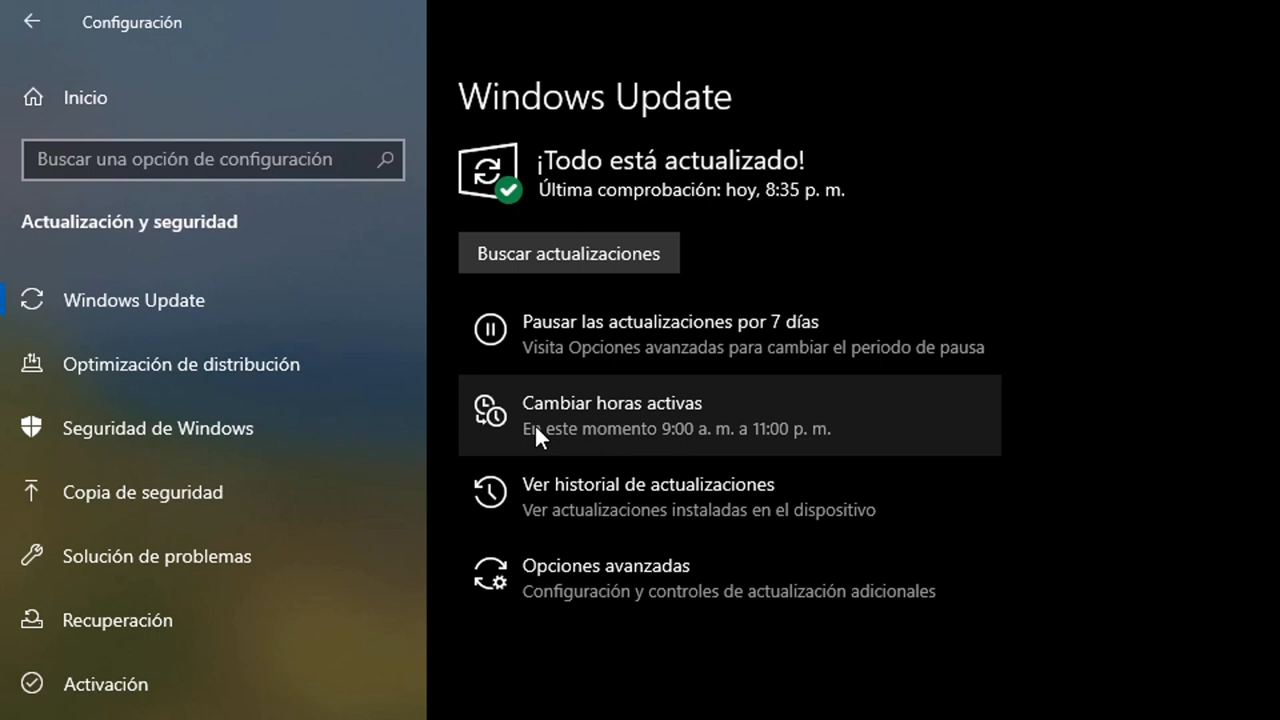 Configuración
Inicio
Buscar una opción de configuración
Actualización y seguridad
Windows Update
Optimización de distribución
Seguridad de Windows
Copia de seguridad
Solución de problemas
Recuperación
Activación
Windows Update
¡Todo está actualizado!
Última comprobación: hoy, 8:35 p. m.
Buscar actualizaciones
Pausar las actualizaciones por 7 días
Visita Opciones avanzadas para cambiar el periodo de pausa
Cambiar horas activas
En este momento 9:00 a. m. a 11:00 p. m.
Ver historial de actualizaciones
Ver actualizaciones instaladas en el dispositivo
Opciones avanzadas
Configuración y controles de actualización adicionales